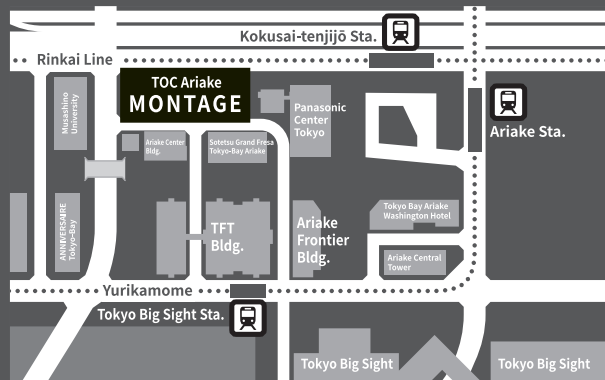 Kokusai-tenjijō Sta.
Rinkai Line
TOC Ariake
MONTAGE
Musashino
University
Panasonic
Center
Tokyo
Ariake Sta.
Ariake Center
Bldg.
Sotetsu Grand Fresa
Tokyo-Bay Ariake
ANNIVERSAIRE
Tokyo-Bay
TFT
Bldg.
Ariake
Frontier
Bldg.
Tokyo Bay Ariake
Washington Hotel
Ariake Central
Tower
Yurikamome
Tokyo Big Sight Sta.
Tokyo Big Sight
Tokyo Big Sight